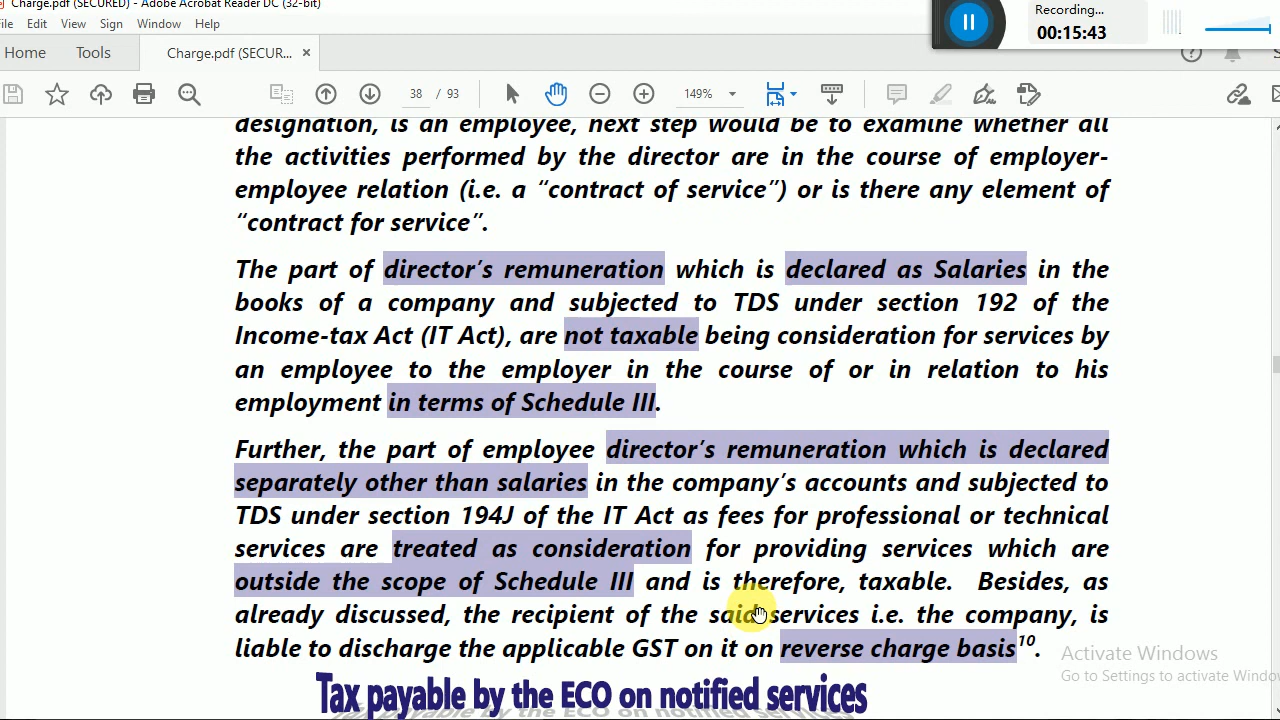 Charge.pdf (SECURED) - Adobe Acrobat Reader DC (32-bit)
Recording...
00:15:43
File Edit View Sign Window Help
Home Tools Charge.pdf (SECUR... ×
38 / 93 149%
designation, is an employee, next step would be to examine whether all
the activities performed by the director are in the course of employer-
employee relation (i.e. a “contract of service”) or is there any element of
“contract for service”.
The part of director’s remuneration which is declared as Salaries in the
books of a company and subjected to TDS under section 192 of the
Income-tax Act (IT Act), are not taxable being consideration for services by
an employee to the employer in the course of or in relation to his
employment in terms of Schedule III.
Further, the part of employee director’s remuneration which is declared
separately other than salaries in the company’s accounts and subjected to
TDS under section 194J of the IT Act as fees for professional or technical
services are treated as consideration for providing services which are
outside the scope of Schedule III and is therefore, taxable. Besides, as
already discussed, the recipient of the said services i.e. the company, is
liable to discharge the applicable GST on it on reverse charge basis10.
Activate Windows
Go to Settings to activate Windo
Tax payable by the ECO on notified services